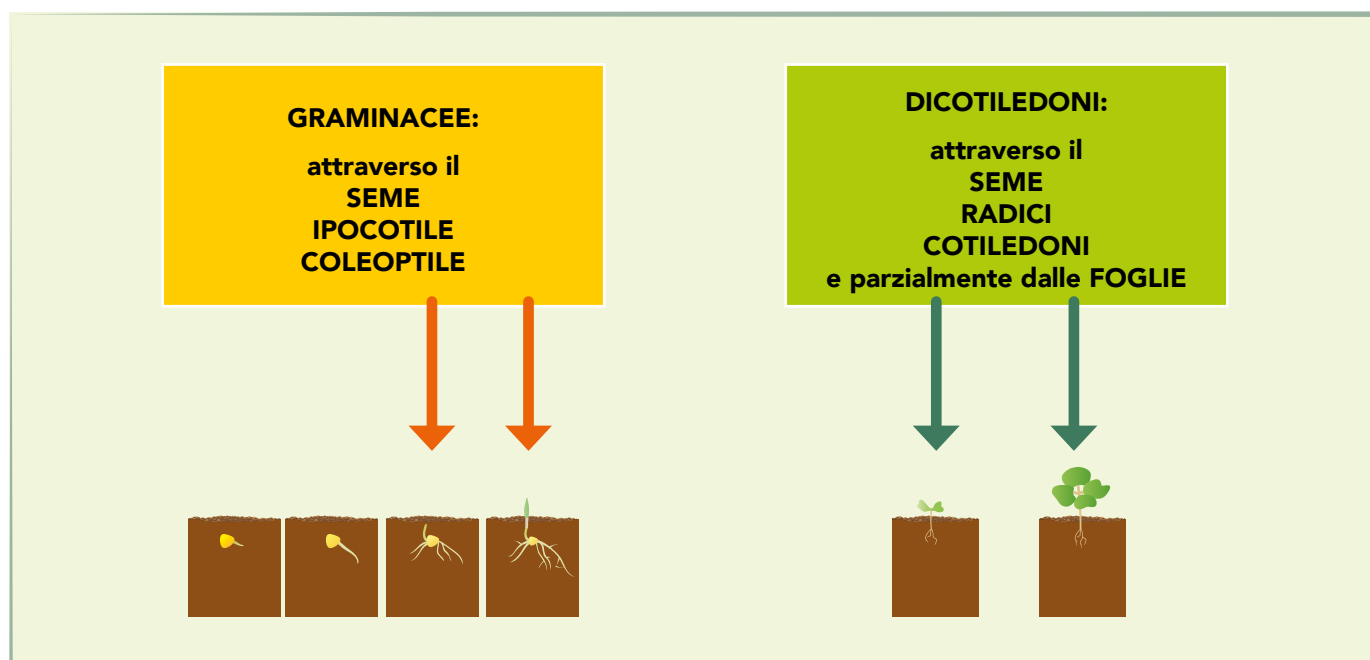 GRAMINACEE:
attraverso il
SEME
IPOCOTILE
COLEOPTILE
DICOTILEDONI:
attraverso il
SEME
RADICI
COTILEDONI
e parzialmente dalle FOGLIE